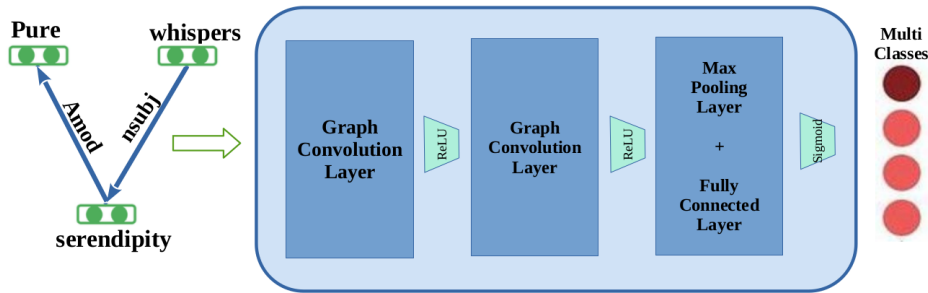 Pure
whispers
Amod
nsubj
serendipity
Graph
Convolution
Layer
ReLU
Graph
Convolution
Layer
ReLU
Max
Pooling
Layer
+
Fully
Connected
Layer
Sigmoid
Multi
Classes